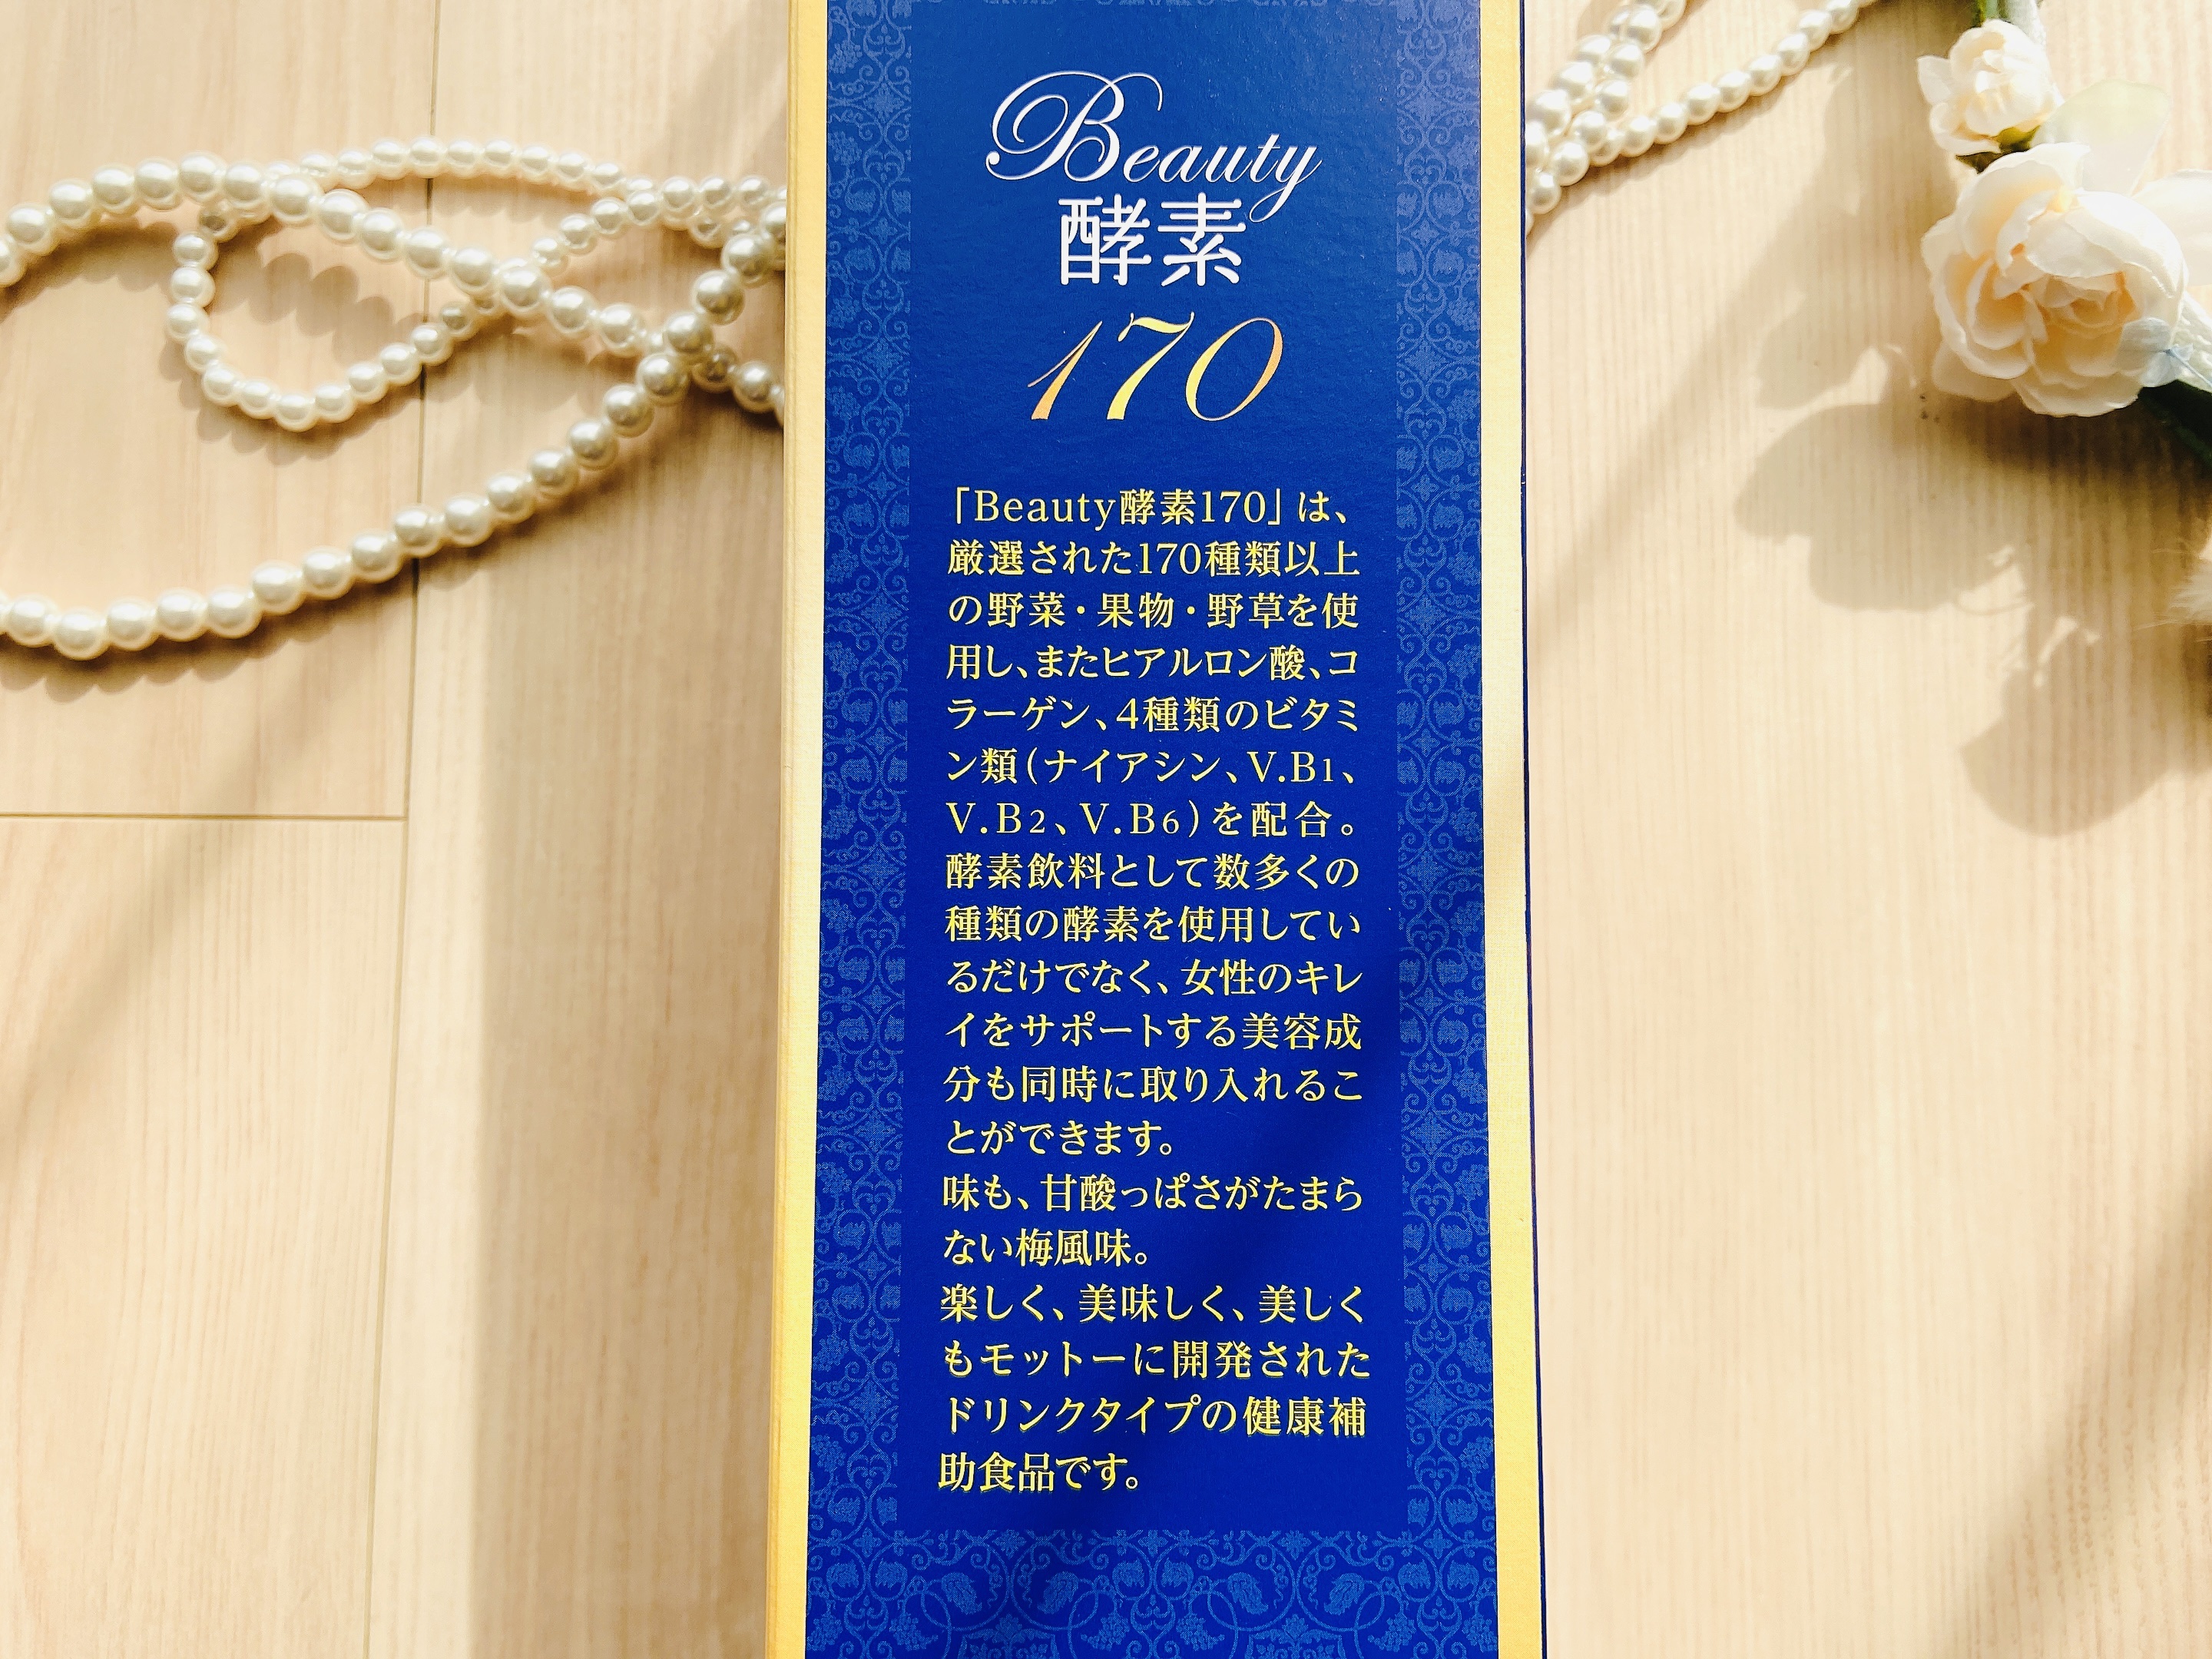 Beauty
酵素
170
「Beauty酵素170」は、
厳選された170種類以上
の野菜・果物・野草を使
用し、またヒアルロン酸、コ
ラーゲン、4種類のビタミ
ン類(ナイアシン、V.B1、
V.B2、V.B6)を配合。
酵素飲料として数多くの
種類の酵素を使用してい
るだけでなく、女性のキレ
イをサポートする美容成
分も同時に取り入れるこ
とができます。
味も、甘酸っぱさがたまら
ない梅風味。
楽しく、美味しく、美しく
もモットーに開発された
ドリンクタイプの健康補
助食品です。